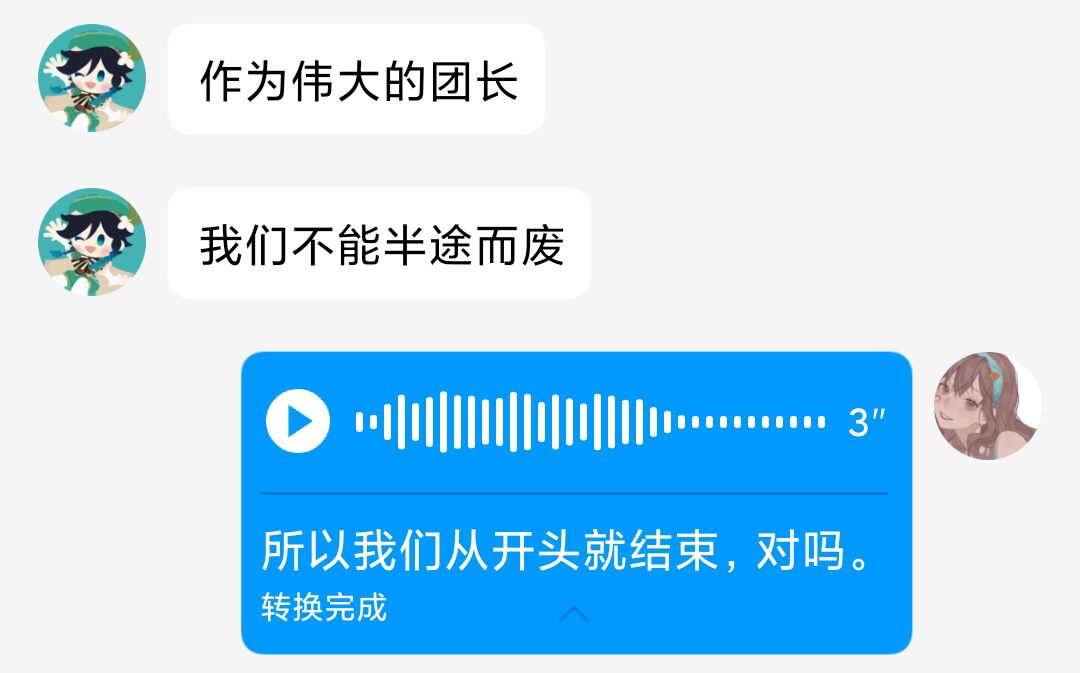 作为伟大的团长
我们不能半途而废
3″
所以我们从开头就结束，对吗。
转换完成